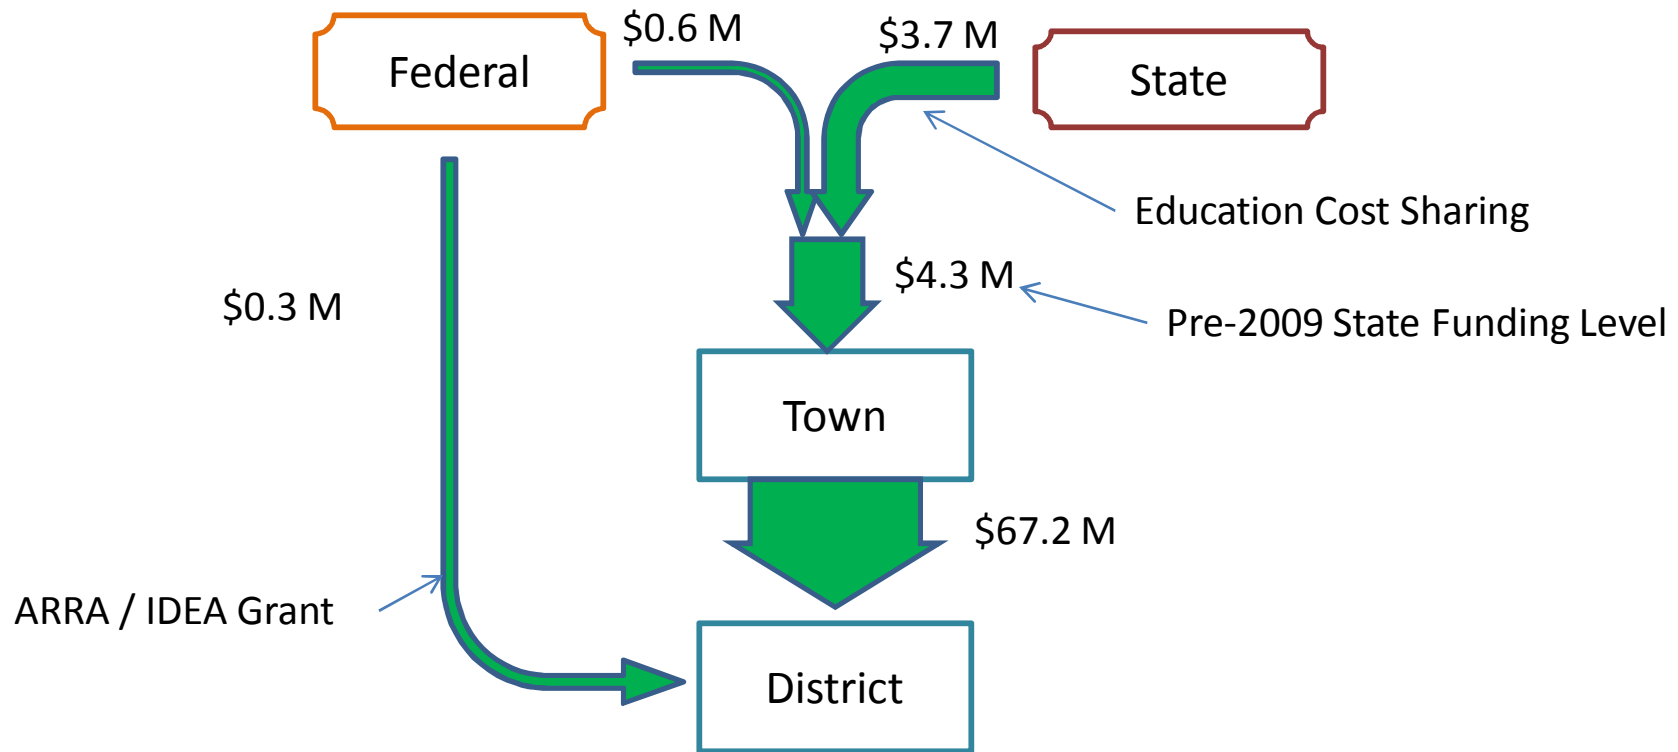 $0.6 M
$3.7 M
Federal
State
Education Cost Sharing
$4.3 M
$0.3 M
Pre-2009 State Funding Level
Town
$67.2 M
ARRA / IDEA Grant
District